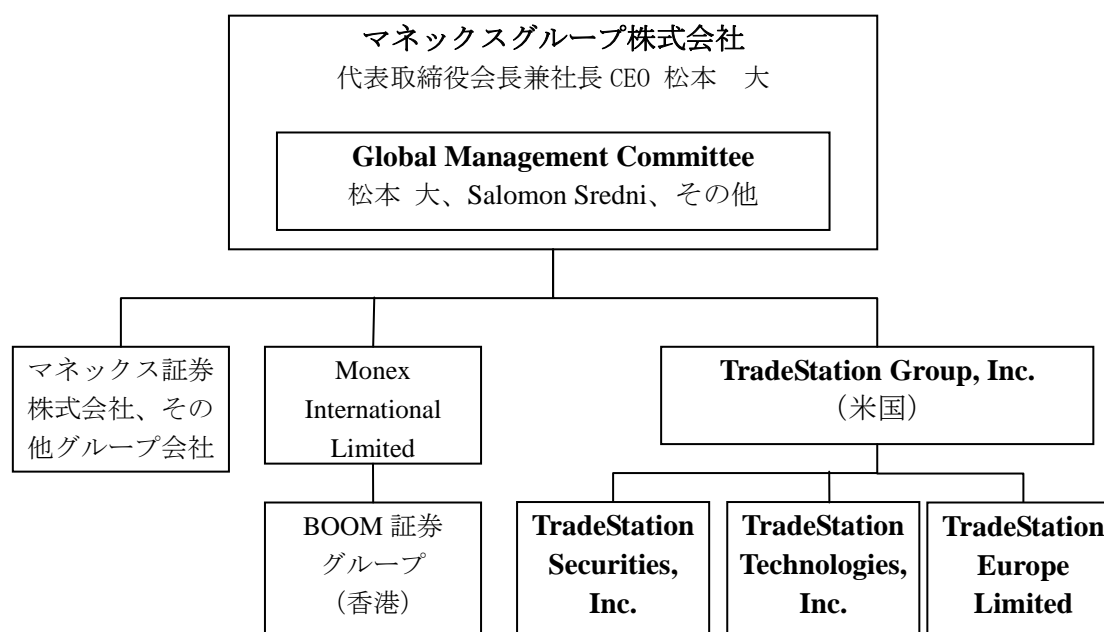 マネックスグループ株式会社
代表取締役会長兼社長 CEO 松本　大
Global Management Committee
松本 大、Salomon Sredni、その他
マネックス証券
株式会社、その
他グループ会社
Monex
International
Limited
TradeStation Group, Inc.
（米国）
BOOM 証券
グループ
（香港）
TradeStation
Securities,
Inc.
TradeStation
Technologies,
Inc.
TradeStation
Europe
Limited